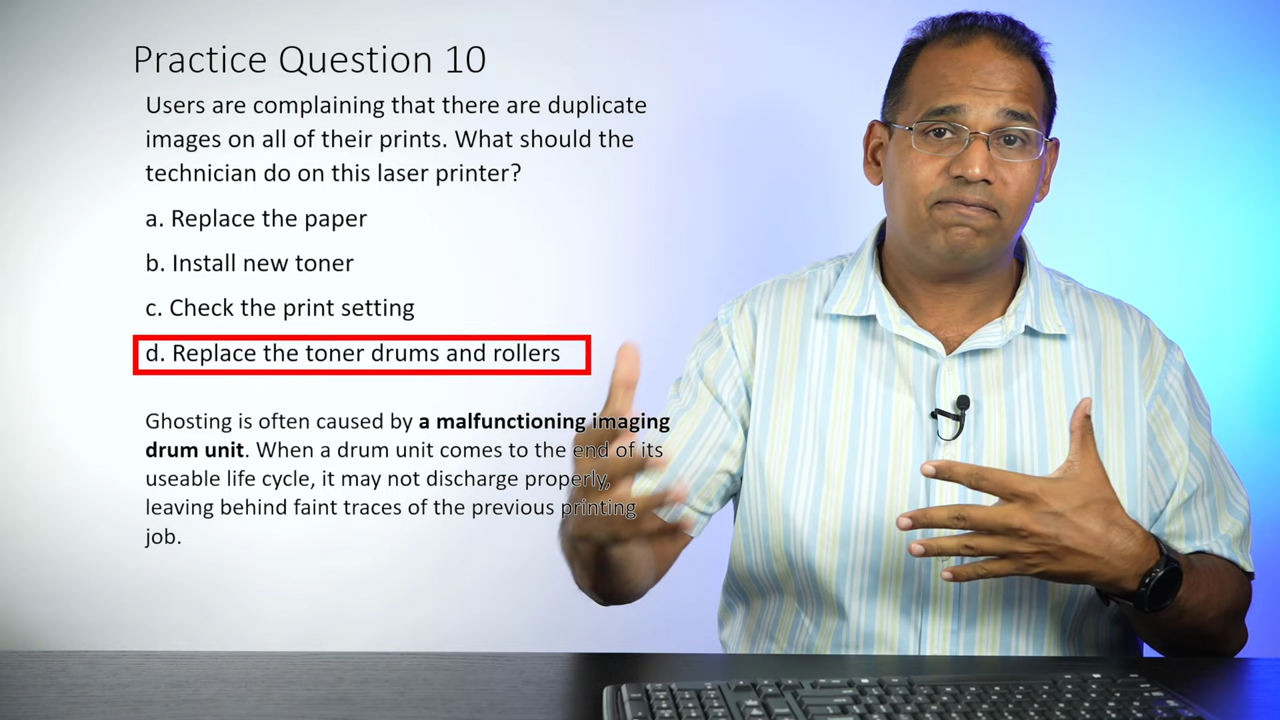 Practice Question 10
Users are complaining that there are duplicate
images on all of their prints. What should the
technician do on this laser printer?
a. Replace the paper
b. Install new toner
c. Check the print setting
d. Replace the toner drums and rollers
Ghosting is often caused by a malfunctioning imaging
drum unit. When a drum unit comes to the end of its
useable life cycle, it may not discharge properly,
leaving behind faint traces of the previous printing
job.